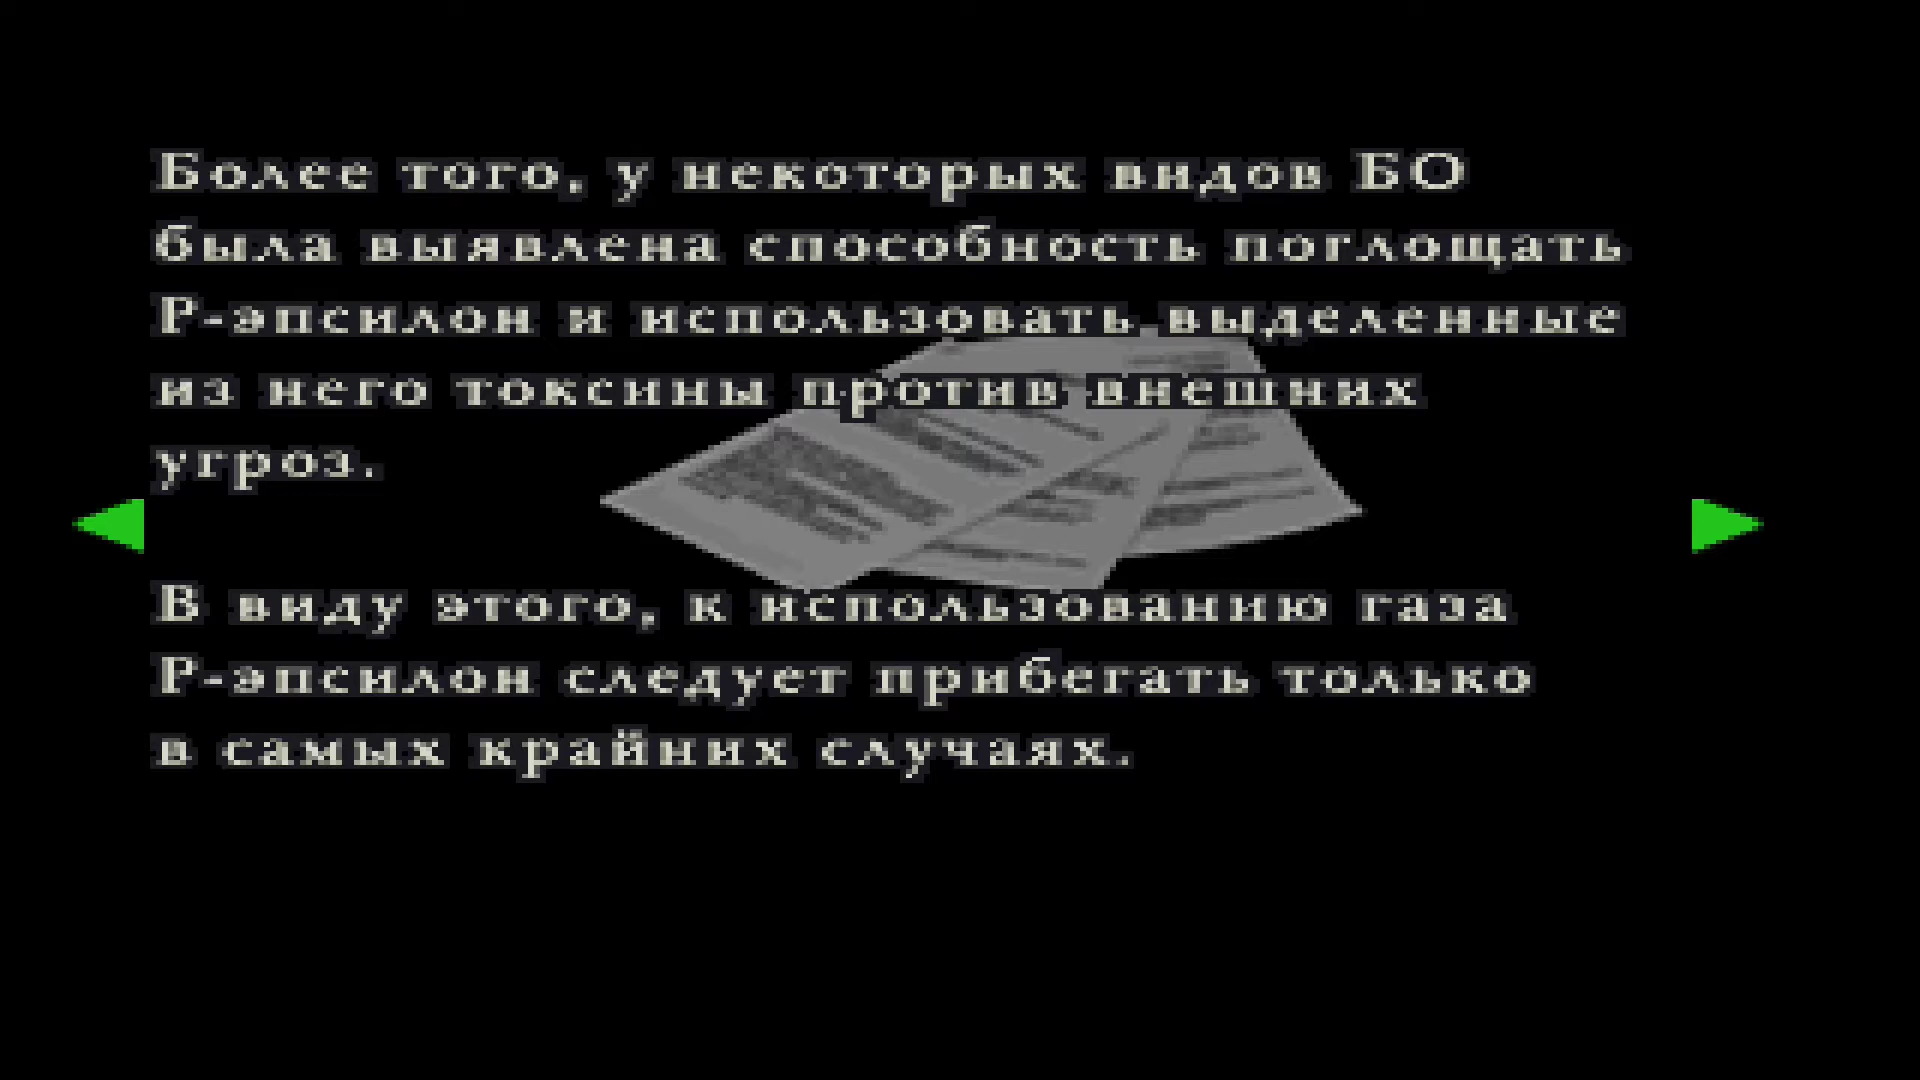 Более того, у некоторых видов БО
была выявлена способность поглощать
Р-эпсилон и использовать выделенные
из него токсины против внешних
угроз.
В виду этого, к использованию газа
Р-эпсилон следует прибегать только
в самых крайних случаях.